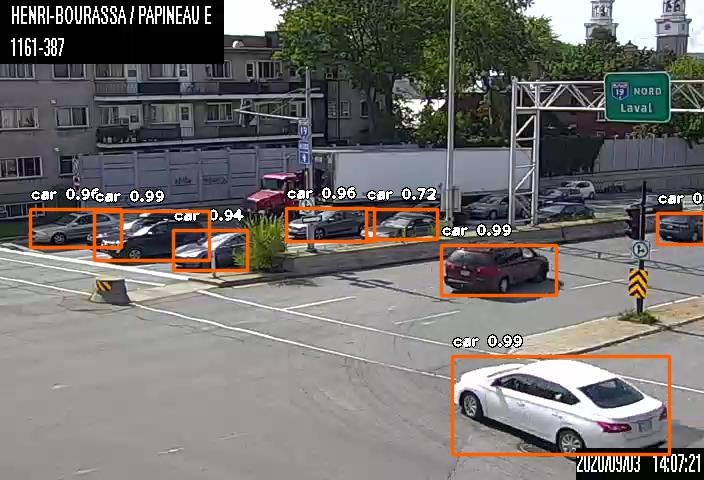 HENRI-BOURASSA / PAPINEAU E
1161-387
19 NORD
Laval
19
car 0.96
car 0.99
car 0.94
car 0.96
car 0.72
car 0.99
car 0.99
2020/09/03 14:07:21